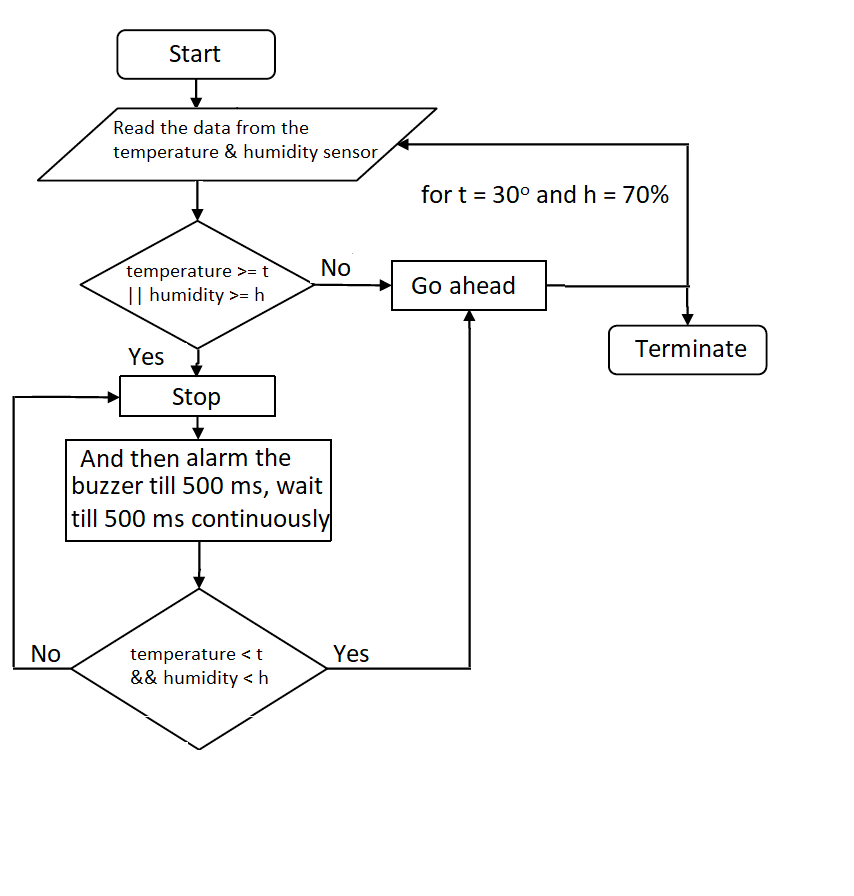 Start
Read the data from the
temperature & humidity sensor
for t = 30° and h = 70%
temperature >= t
|| humidity >= h
No
Go ahead
Terminate
Yes
Stop
And then alarm the
buzzer till 500 ms, wait
till 500 ms continuously
No
temperature < t
&& humidity < h
Yes